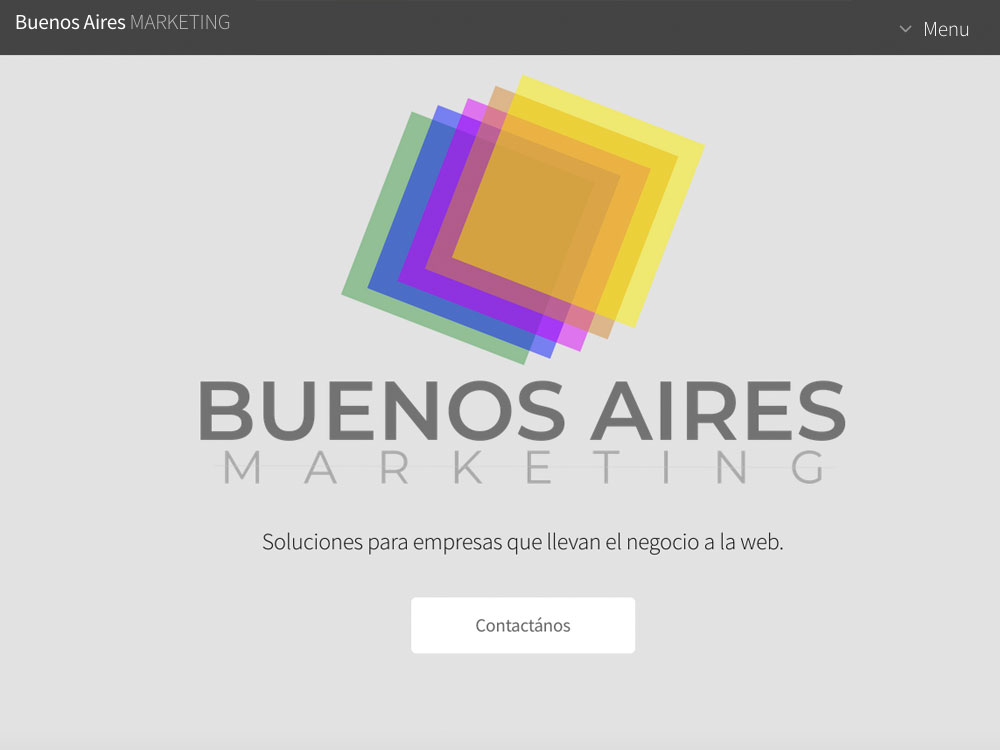 Buenos Aires MARKETING
Menu
BUENOS AIRES
MARKETING
Soluciones para empresas que llevan el negocio a la web.
Contactános